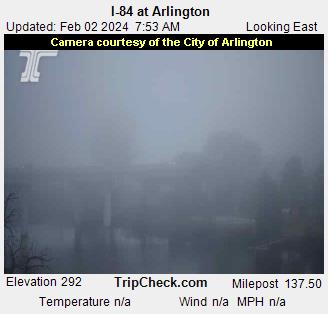 I-84 at Arlington
Updated: Feb 02 2024 7:53 AM Looking East
Camera courtesy of the City of Arlington
Elevation 292 TripCheck.com Milepost 137.50
Temperature n/a Wind n/a MPH n/a